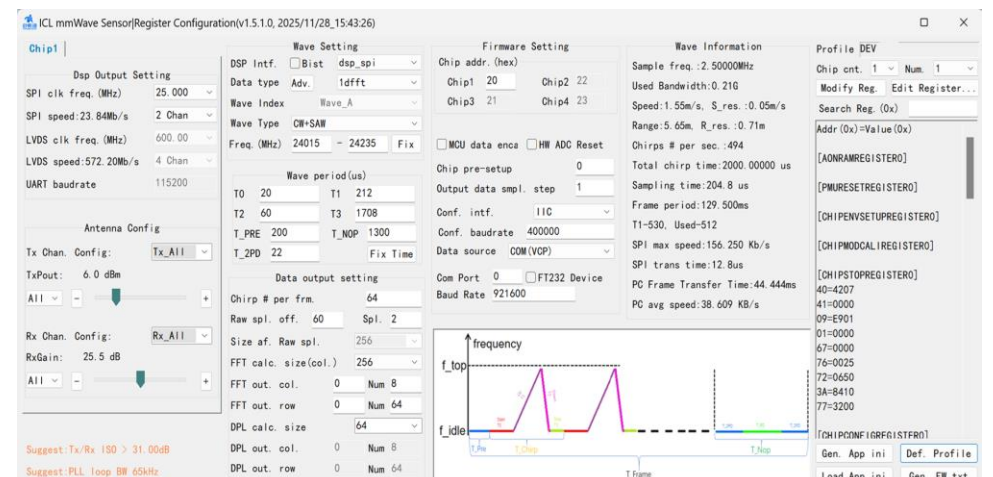 ICL mmWave Sensor|Register Configuration(v1.5.1.0, 2025/11/28_15:43:26)
Chip1
Dsp Output Setting
SPI clk freq. (MHz) 25.000
SPI speed:23.84Mb/s 2 Chan
LVDS clk freq. (MHz) 600.00
LVDS speed:572.20Mb/s 4 Chan
UART baudrate 115200
Antenna Config
Tx Chan. Config: Tx_All
TxPout: 6.0 dBm
All - +
Rx Chan. Config: Rx_All
RxGain: 25.5 dB
All - +
Suggest:Tx/Rx ISO > 31.00dB
Suggest:PLL loop BW 65kHz
Wave Setting
DSP Intf. Bist dsp_spi
Data type Adv. 1dfft
Wave Index Wave_A
Wave Type CW+SAW
Freq. (MHz) 24015 - 24235 Fix
Wave period(us)
T0 20 T1 212
T2 60 T3 1708
T_PRE 200 T_NOP 1300
T_2PD 22 Fix Time
Data output setting
Chirp # per frm. 64
Raw spl. off. 60 Spl. 2
Size af. Raw spl. 256
FFT calc. size(col.) 256
FFT out. col. 0 Num 8
FFT out. row 0 Num 64
DPL calc. size 64
DPL out. col 0 Num 8
DPL out. row 0 Num 64
Firmware Setting
Chip addr. (hex)
Chip1 20 Chip2 22
Chip3 21 Chip4 23
MCU data enca HW ADC Reset
Chip pre-setup 0
Output data smpl. step 1
Conf. intf. IIC
Conf. baudrate 400000
Data source COM(VCP)
Com Port 0 FT232 Device
Baud Rate 921600
Wave Information
Sample freq. :2.50000MHz
Used Bandwidth:0.21G
Speed:1.55m/s, S_res. :0.05m/s
Range:5.65m, R_res. :0.71m
Chirps # per sec. :494
Total chirp time:2000.00000 us
Sampling time:204.8 us
Frame period:129.500ms
T1-530, Used-512
SPI max speed:156.250 Kb/s
SPI trans time:12.8us
PC Frame Transfer Time:44.444ms
PC avg speed:38.609 KB/s
frequency
f_top
f_idle
T_Pre T_Chirp T_Nop
T_Frame
Profile DEV
Chip cnt. 1 Num. 1
Modify Reg. Edit Register...
Search Reg. (0x)
Addr(0x)=Value(0x)
[AONRAMREGISTER0]
[PMURESETREGISTER0]
[CHIPENVSETUPREGISTER0]
[CHIPMODCALIREGISTER0]
[CHIPSTOPREGISTER0]
40=4207
41=0000
09=E901
01=0000
67=0000
76=0025
72=0650
3A=8410
77=3200
[CHIPCONFIGREGISTER0]
Gen. App ini Def. Profile
Load App ini Gen. FW txt